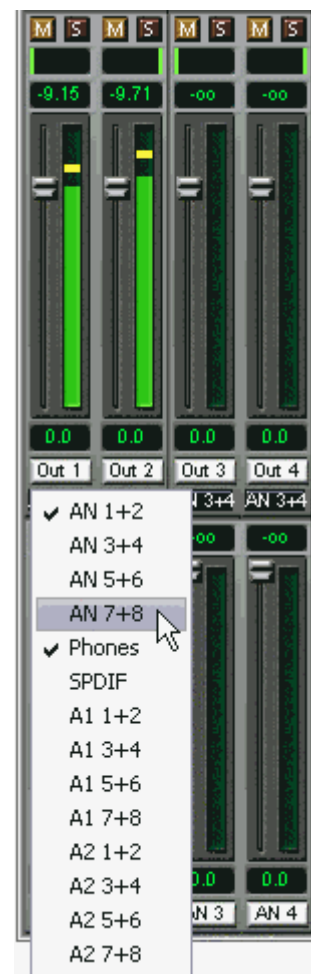 M S M S M S M S
-9.15 -9.71 -oo -oo
0.0 0.0 0.0 0.0
Out 1 Out 2 Out 3 Out 4
3+4 AN 3+4
-oo -oo
AN 1+2
AN 3+4
AN 5+6
AN 7+8
Phones
SPDIF
A1 1+2
A1 3+4
A1 5+6
A1 7+8
A2 1+2
A2 3+4
A2 5+6
A2 7+8
0.0 0.0
N 3 AN 4